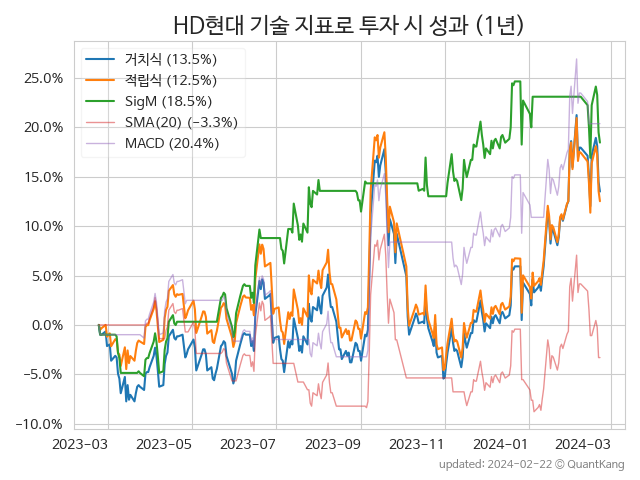 HD현대 기술 지표로 투자 시 성과 (1년)
거치식 (13.5%)
적립식 (12.5%)
SigM (18.5%)
SMA(20) (−3.3%)
MACD (20.4%)
25.0%
20.0%
15.0%
10.0%
5.0%
0.0%
−5.0%
−10.0%
2023-03 2023-05 2023-07 2023-09 2023-11 2024-01 2024-03
updated: 2024-02-22 © QuantKang